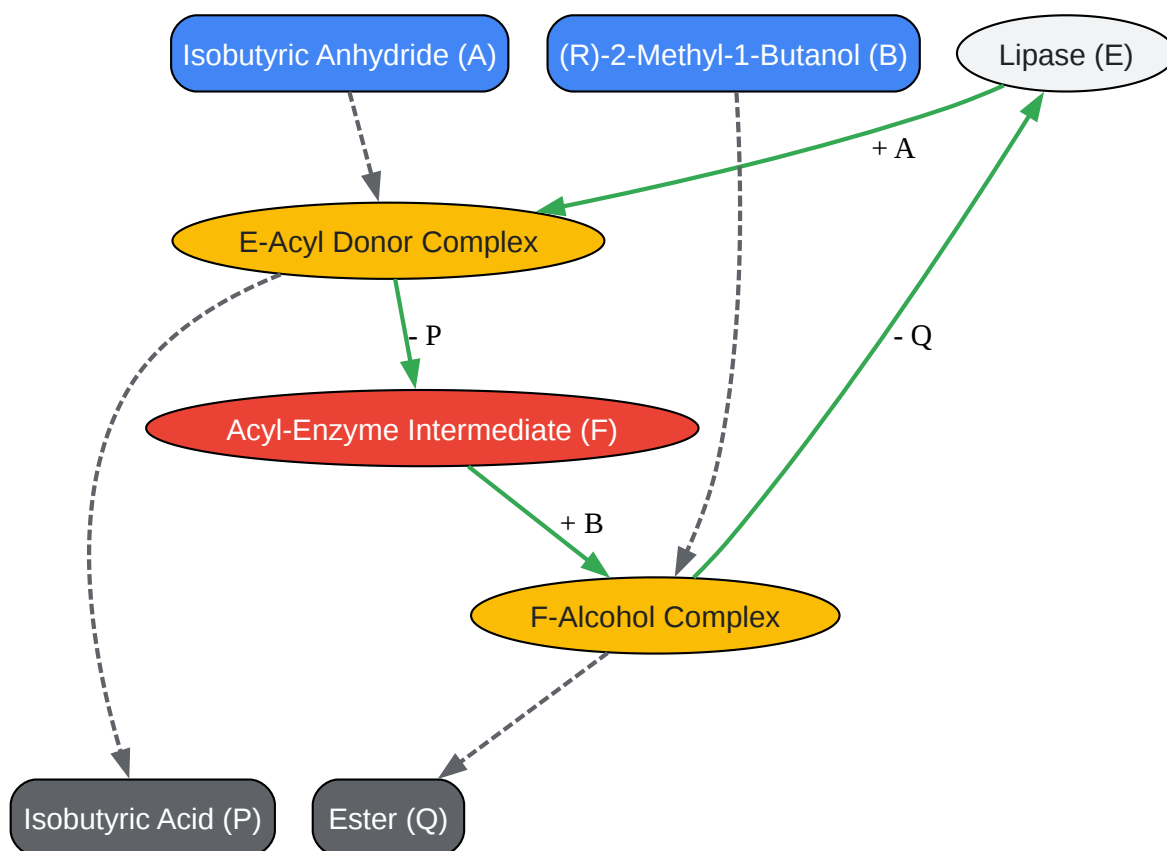 Isobutyric Anhydride (A)
(R)-2-Methyl-1-Butanol (B)
Lipase (E)
+ A
E-Acyl Donor Complex
- P
- Q
Acyl-Enzyme Intermediate (F)
+ B
F-Alcohol Complex
Isobutyric Acid (P)
Ester (Q)